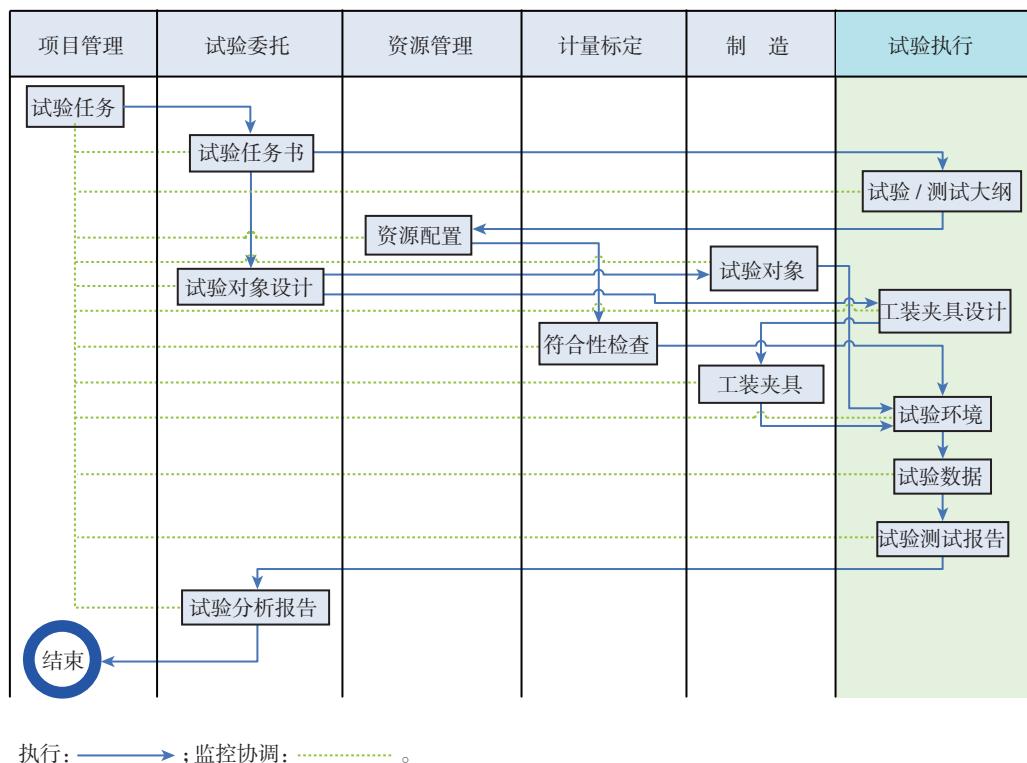 项目管理 试验委托 资源管理 计量标定 制 造 试验执行
试验任务
试验任务书
试验 / 测试大纲
资源配置
试验对象
试验对象设计
工装夹具设计
符合性检查
工装夹具
试验环境
试验数据
试验测试报告
试验分析报告
结束
执行: ; 监控协调: 。